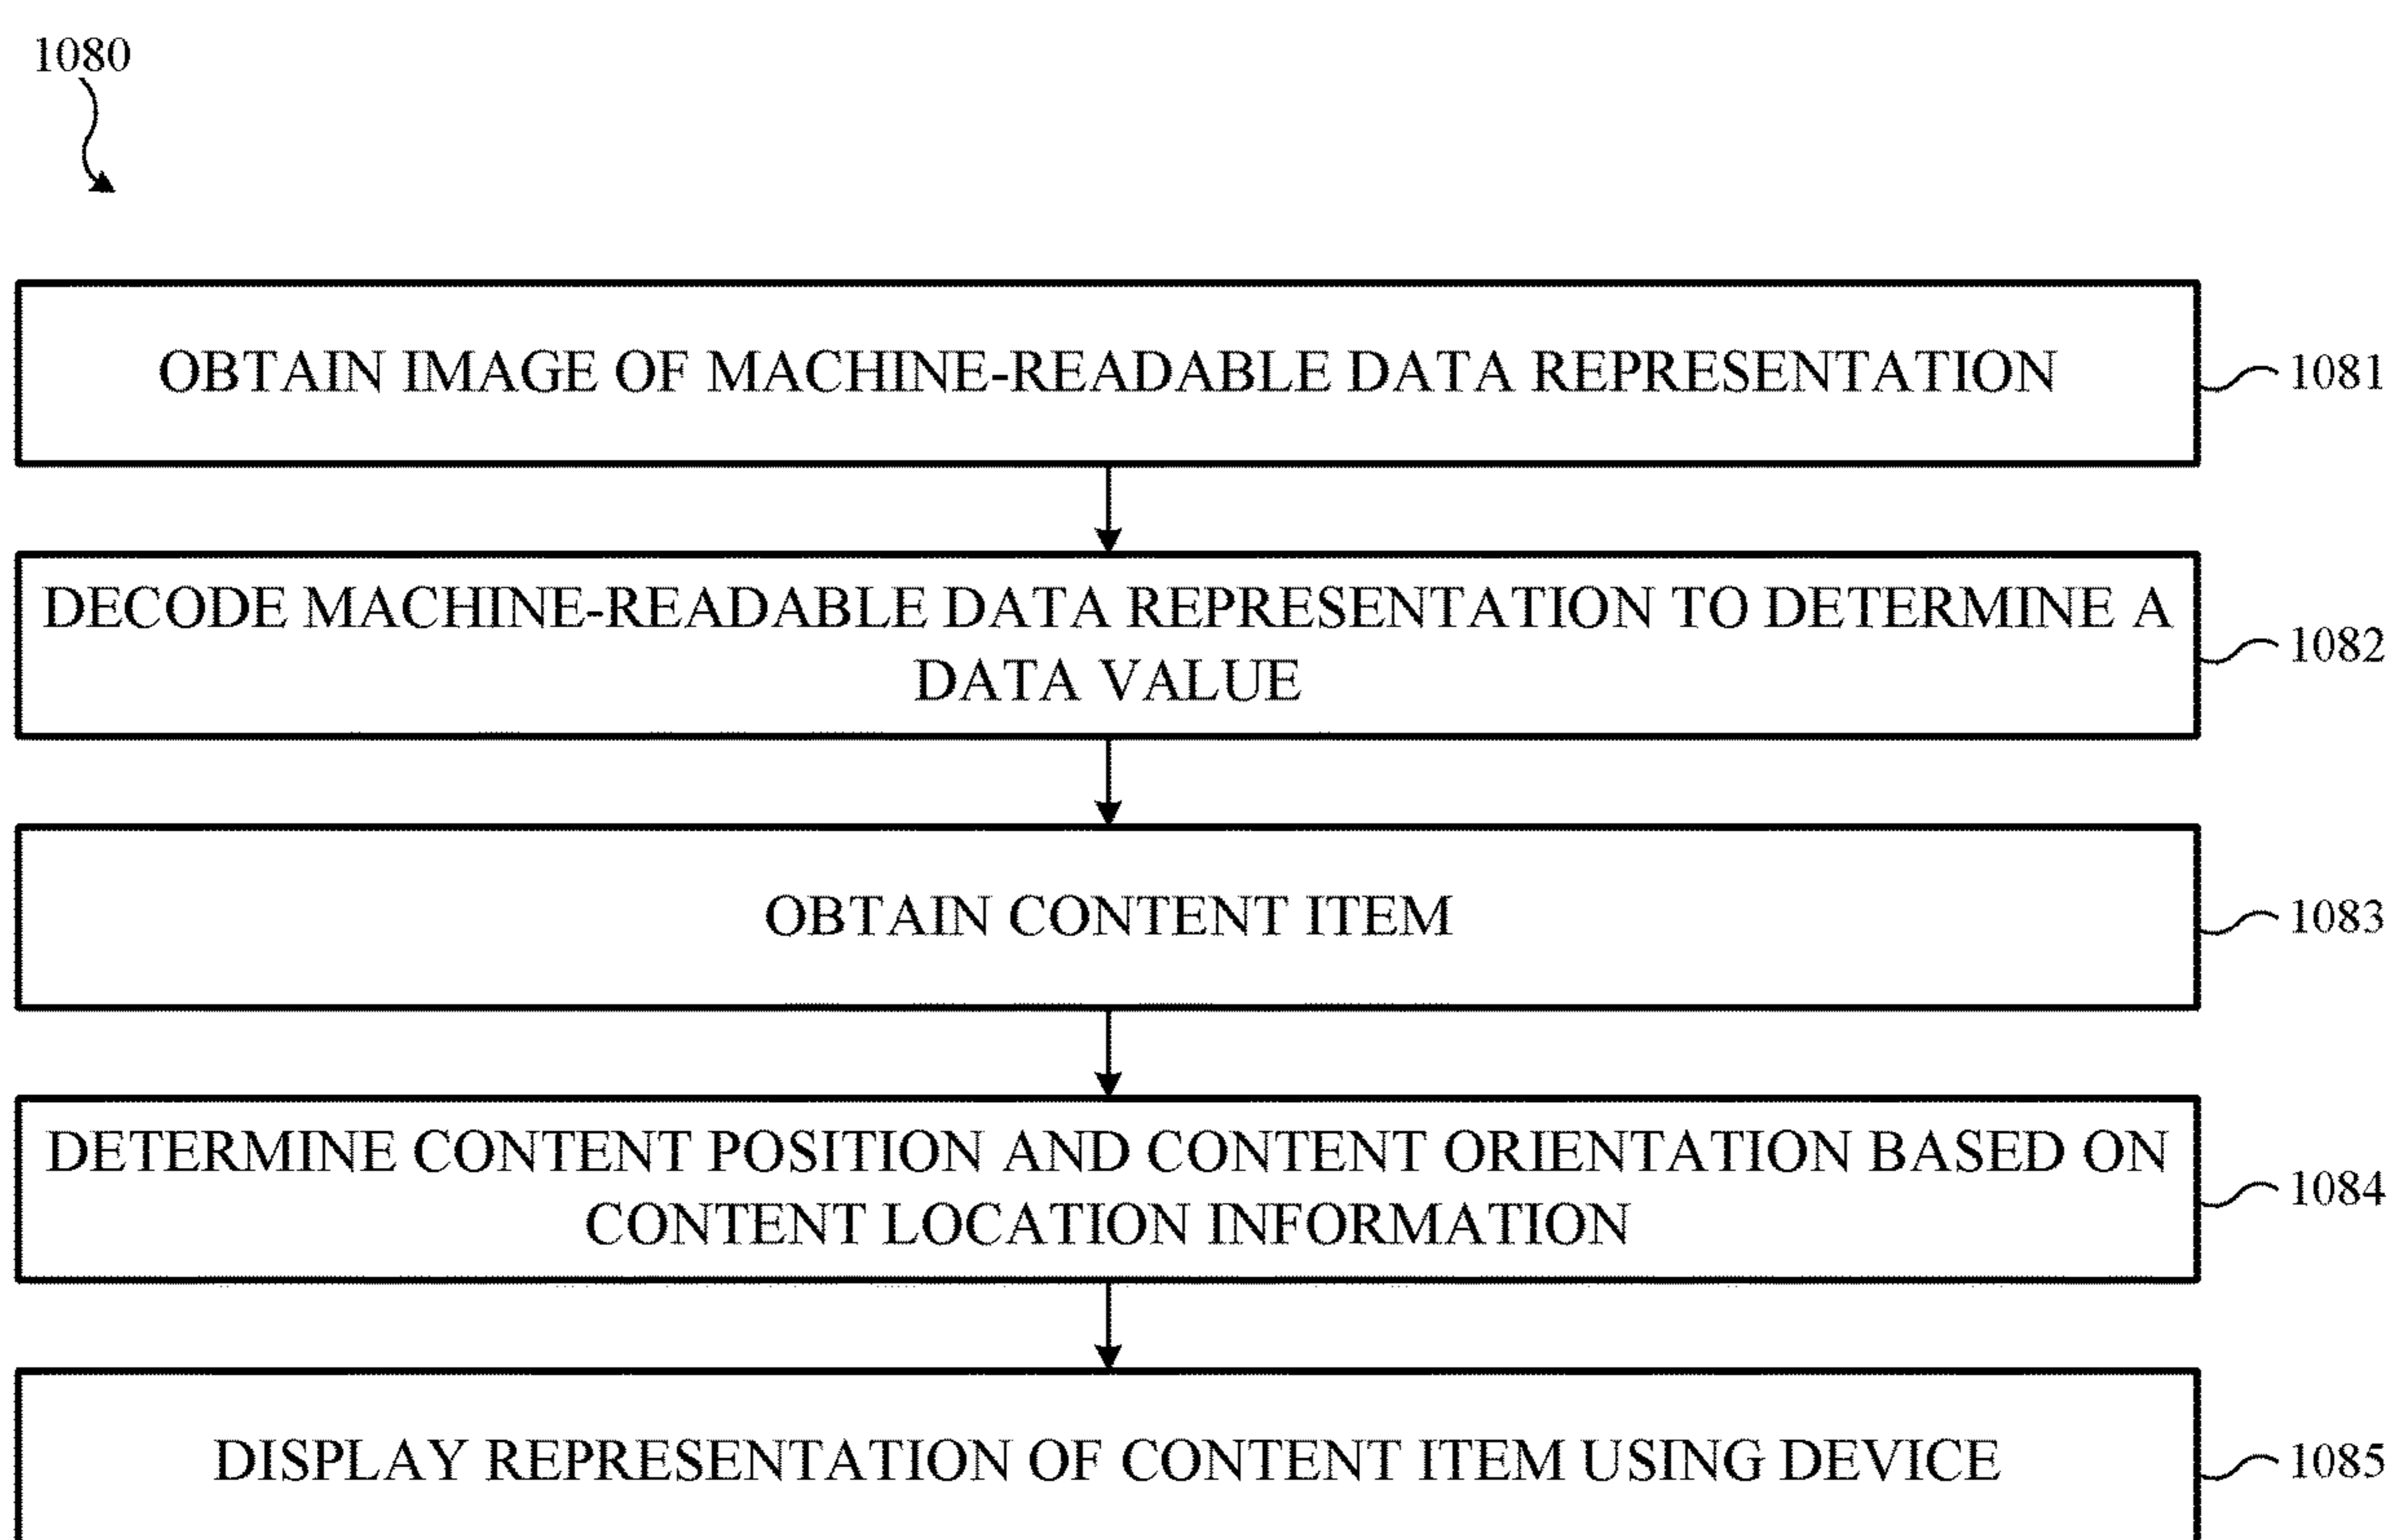 1080
OBTAIN IMAGE OF MACHINE-READABLE DATA REPRESENTATION
1081
DECODE MACHINE-READABLE DATA REPRESENTATION TO DETERMINE A
DATA VALUE
1082
OBTAIN CONTENT ITEM
1083
DETERMINE CONTENT POSITION AND CONTENT ORIENTATION BASED ON
CONTENT LOCATION INFORMATION
1084
DISPLAY REPRESENTATION OF CONTENT ITEM USING DEVICE
1085